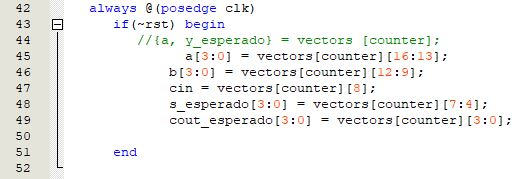 42 always @(posedge clk)
43 if(~rst) begin
44 //{a, y_esperado} = vectors [counter];
45 a[3:0] = vectors[counter][16:13];
46 b[3:0] = vectors[counter][12:9];
47 cin = vectors[counter][8];
48 s_esperado[3:0] = vectors[counter][7:4];
49 cout_esperado[3:0] = vectors[counter][3:0];
50
51 end
52